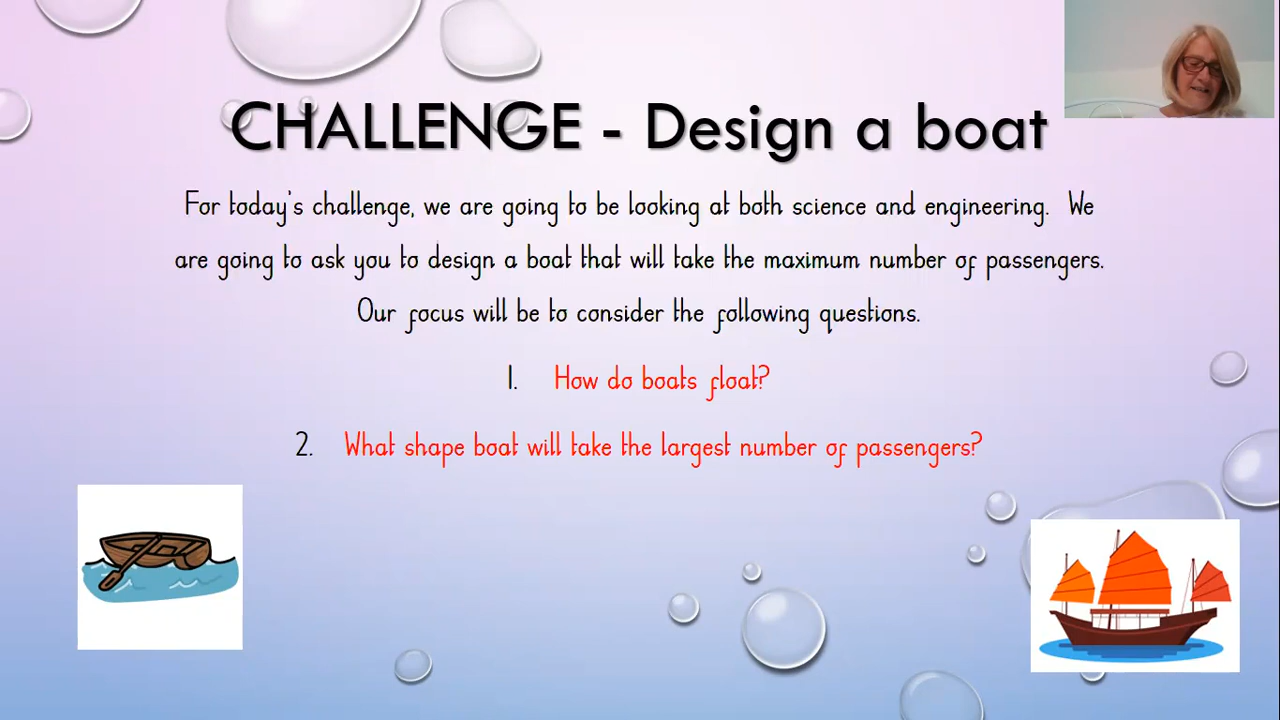 CHALLENGE - Design a boat
For today's challenge, we are going to be looking at both science and engineering. We
are going to ask you to design a boat that will take the maximum number of passengers.
Our focus will be to consider the following questions.
1. How do boats float?
2. What shape boat will take the largest number of passengers?